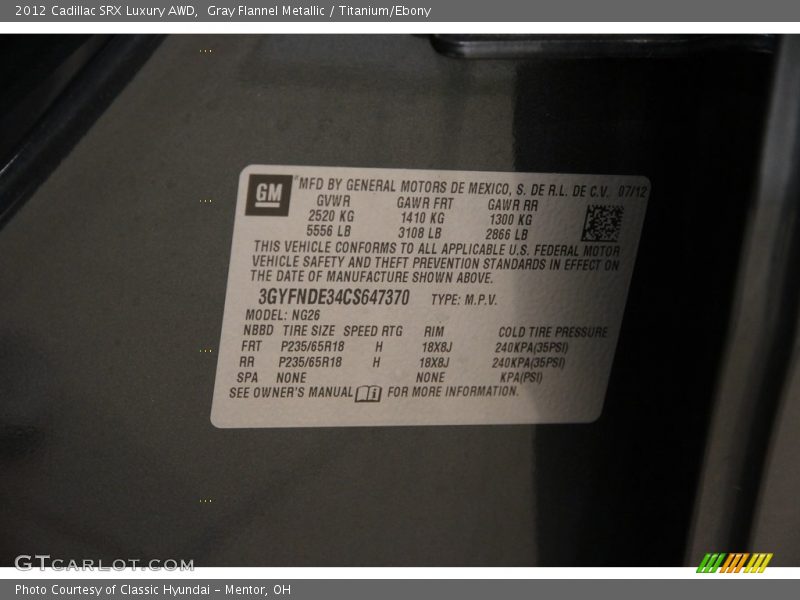 2012 Cadillac SRX Luxury AWD,  Gray Flannel Metallic / Titanium/Ebony
GM
MFD BY GENERAL MOTORS DE MEXICO, S. DE R.L. DE C.V. 07/12
GVWR GAWR FRT GAWR RR
2520 KG 1410 KG 1300 KG
5556 LB 3108 LB 2866 LB
THIS VEHICLE CONFORMS TO ALL APPLICABLE U.S. FEDERAL MOTOR
VEHICLE SAFETY AND THEFT PREVENTION STANDARDS IN EFFECT ON
THE DATE OF MANUFACTURE SHOWN ABOVE.
3GYFNDE34CS647370 TYPE: M.P.V.
MODEL: NG26
NBBD TIRE SIZE SPEED RTG RIM COLD TIRE PRESSURE
FRT P235/65R18 H 18X8J 240KPA(35PSI)
RR P235/65R18 H 18X8J 240KPA(35PSI)
SPA NONE NONE KPA(PSI)
SEE OWNER'S MANUAL FOR MORE INFORMATION.
GTcarlot.com
Photo Courtesy of Classic Hyundai - Mentor, OH